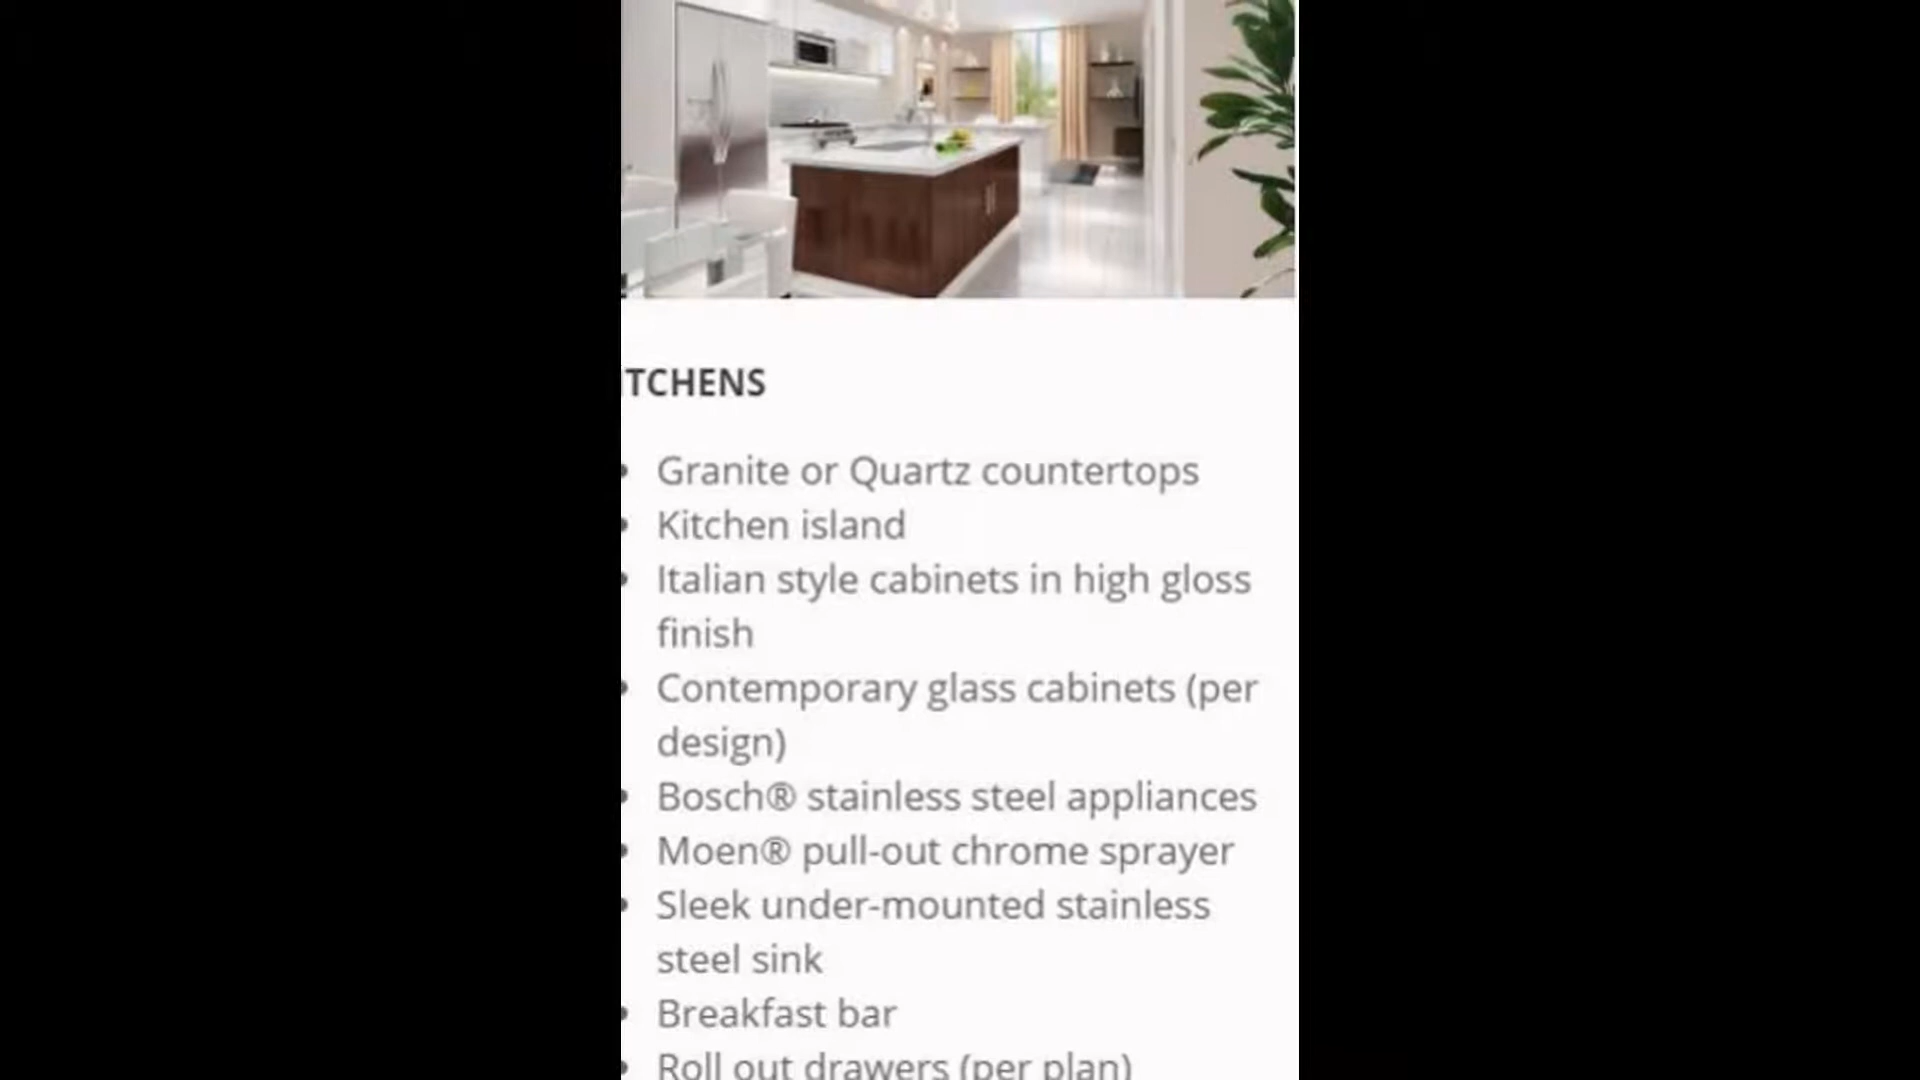 TCHENS
• Granite or Quartz countertops
• Kitchen island
• Italian style cabinets in high gloss
finish
• Contemporary glass cabinets (per
design)
• Bosch® stainless steel appliances
• Moen® pull-out chrome sprayer
• Sleek under-mounted stainless
steel sink
• Breakfast bar
• Roll out drawers (per plan)